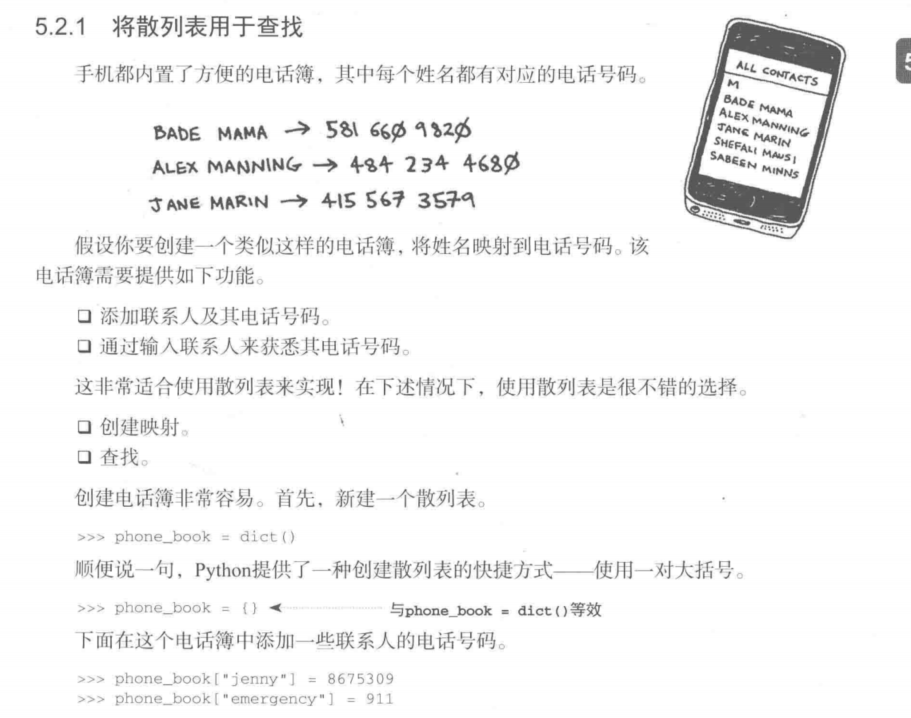 5.2.1 将散列表用于查找
手机都内置了方便的电话簿，其中每个姓名都有对应的电话号码。
BADE MAMA → 581 660 9820
ALEX MANNING → 484 234 4680
JANE MARIN → 415 567 3579
ALL CONTACTS
M
BADE MAMA
ALEX MANNING
JANE MARIN
SHEFALI MAUSI
SABEEN MINNS
5
假设你要创建一个类似这样的电话簿，将姓名映射到电话号码。该
电话簿需要提供如下功能。
❑ 添加联系人及其电话号码。
❑ 通过输入联系人来获悉其电话号码。
这非常适合使用散列表来实现！在下述情况下，使用散列表是很不错的选择。
❑ 创建映射。
❑ 查找。
创建电话簿非常容易。首先，新建一个散列表。
>>> phone_book = dict()
顺便说一句，Python提供了一种创建散列表的快捷方式——使用一对大括号。
>>> phone_book = {} ← 与phone_book = dict()等效
下面在这个电话簿中添加一些联系人的电话号码。
>>> phone_book["jenny"] = 8675309
>>> phone_book["emergency"] = 911